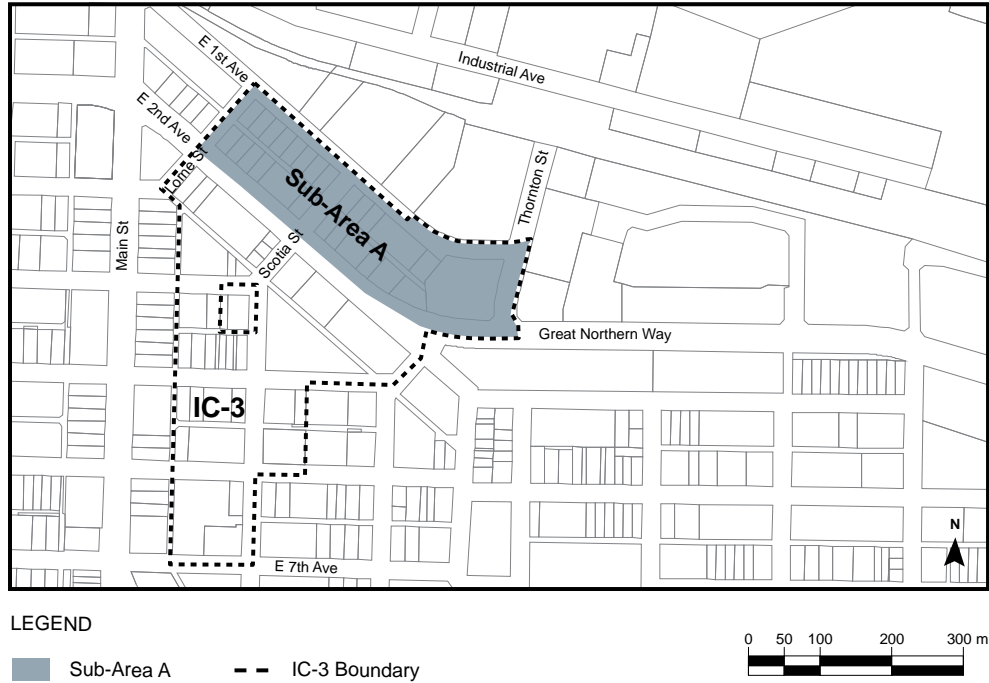 E 1st Ave
Industrial Ave
E 2nd Ave
Lorne St
Thornton St
Sub-Area A
Main St
Scotia St
Great Northern Way
IC-3
N
E 7th Ave
LEGEND
0 50 100 200 300 m
Sub-Area A
IC-3 Boundary